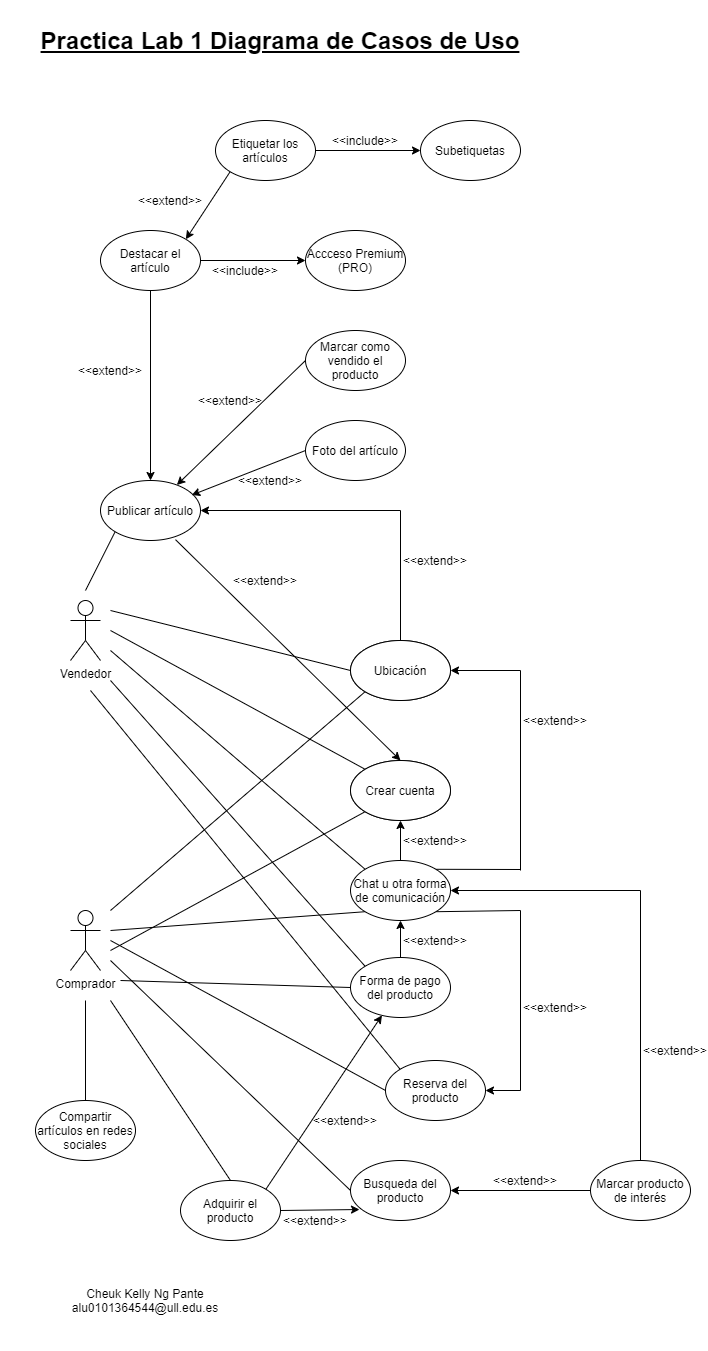 Practica Lab 1 Diagrama de Casos de Uso
Etiquetar los
artículos
<<include>>
Subetiquetas
<<extend>>
Destacar el
artículo
<<include>>
Accceso Premium
(PRO)
<<extend>>
Marcar como
vendido el
producto
<<extend>>
Foto del artículo
<<extend>>
Publicar artículo
<<extend>>
<<extend>>
Vendedor
Ubicación
<<extend>>
Crear cuenta
<<extend>>
Chat u otra forma
de comunicación
<<extend>>
Comprador
Forma de pago
del producto
<<extend>>
<<extend>>
Reserva del
producto
Compartir
artículos en redes
sociales
<<extend>>
Adquirir el
producto
<<extend>>
Busqueda del
producto
<<extend>>
Marcar producto
de interés
Cheuk Kelly Ng Pante
alu0101364544@ull.edu.es